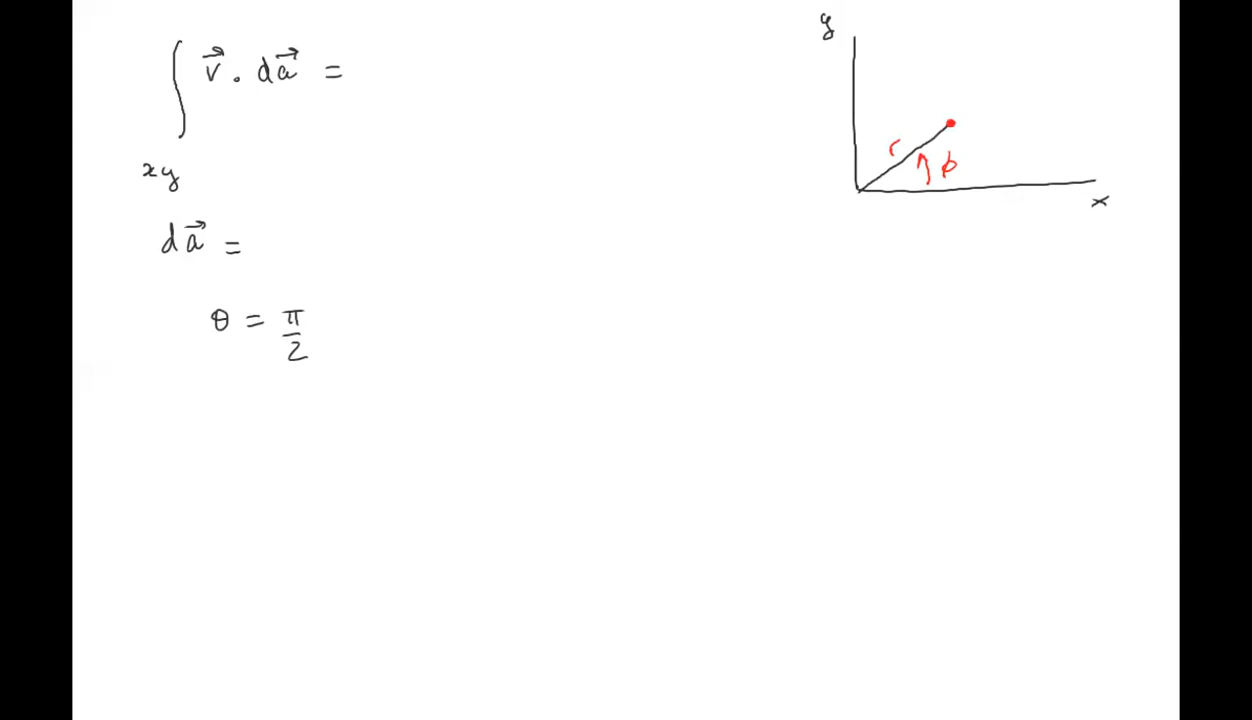 ∫ v⃗ . da⃗ =
xy
da⃗ =
θ = π/2
y
r
ϕ
x